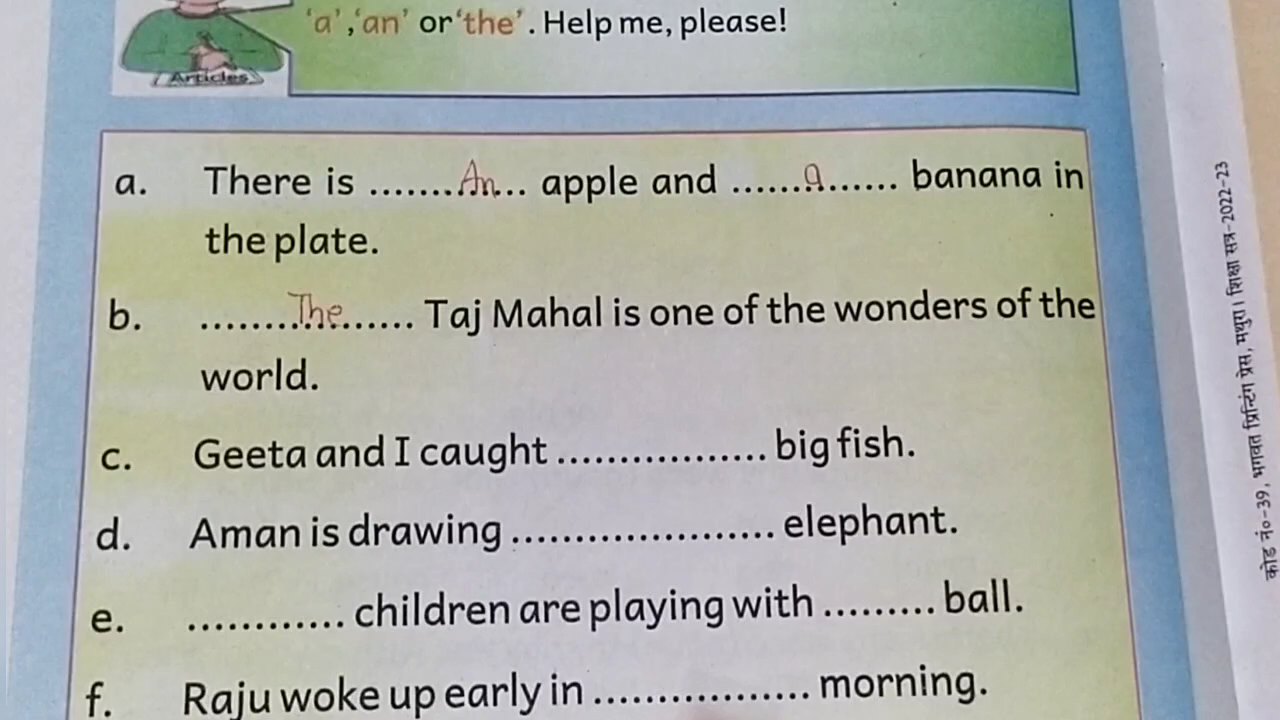 'a','an' or 'the'. Help me, please!
Articles
a. There is ........An... apple and ......a...... banana in
the plate.
b. .........The....... Taj Mahal is one of the wonders of the
world.
c. Geeta and I caught ................. big fish.
d. Aman is drawing ..................... elephant.
e. ............. children are playing with ......... ball.
f. Raju woke up early in ................. morning.
कोड नं०-39, भगवत प्रिन्टिंग प्रेस, मथुरा। शिक्षा सत्र-2022-23